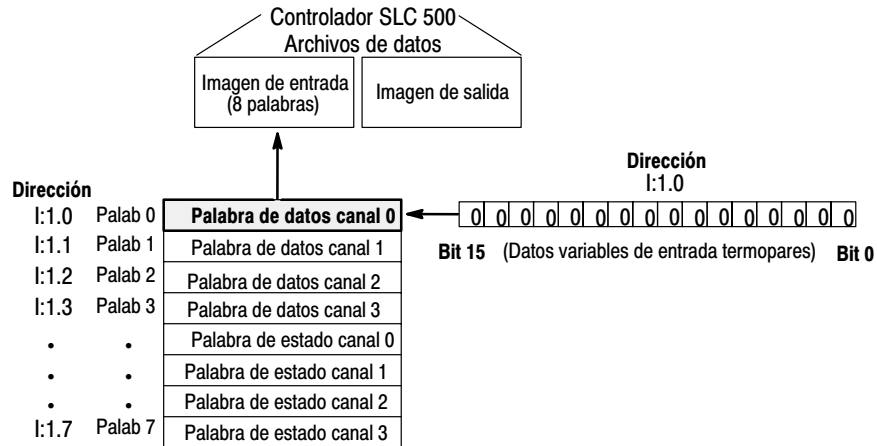 Controlador SLC 500
Archivos de datos
Imagen de entrada
(8 palabras)
Imagen de salida
Dirección
I:1.0
Dirección
I:1.0 Palab 0 Palabra de datos canal 0
0 0 0 0 0 0 0 0 0 0 0 0 0 0 0 0
I:1.1 Palab 1 Palabra de datos canal 1
Bit 15 (Datos variables de entrada termopares) Bit 0
I:1.2 Palab 2 Palabra de datos canal 2
I:1.3 Palab 3 Palabra de datos canal 3
. . Palabra de estado canal 0
. . Palabra de estado canal 1
. . Palabra de estado canal 2
I:1.7 Palab 7 Palabra de estado canal 3